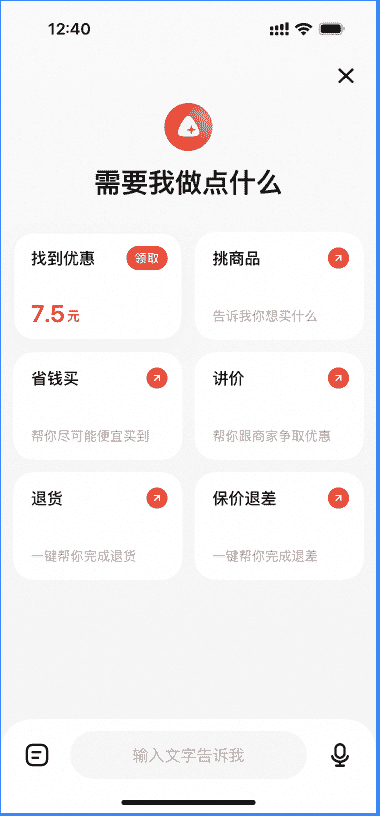 12:40
需要我做点什么
找到优惠 领取
7.5元
挑商品
告诉我你想买什么
省钱买
帮你尽可能便宜买到
讲价
帮你跟商家争取优惠
退货
一键帮你完成退货
保价退差
一键帮你完成退差
输入文字告诉我